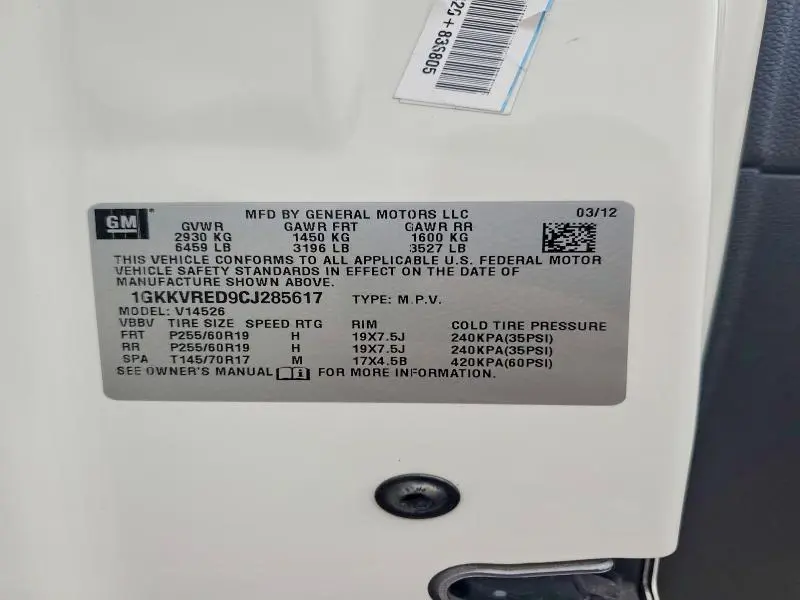 2G + 836805
GM
MFD BY GENERAL MOTORS LLC 03/12
GVWR GAWR FRT GAWR RR
2930 KG 1450 KG 1600 KG
6459 LB 3196 LB 3527 LB
THIS VEHICLE CONFORMS TO ALL APPLICABLE U.S. FEDERAL MOTOR
VEHICLE SAFETY STANDARDS IN EFFECT ON THE DATE OF
MANUFACTURE SHOWN ABOVE.
1GKKVRED9CJ285617 TYPE: M.P.V.
MODEL: V14526
VBBV TIRE SIZE SPEED RTG RIM COLD TIRE PRESSURE
FRT P255/60R19 H 19X7.5J 240KPA(35PSI)
RR P255/60R19 H 19X7.5J 240KPA(35PSI)
SPA T145/70R17 M 17X4.5B 420KPA(60PSI)
SEE OWNER'S MANUAL FOR MORE INFORMATION.